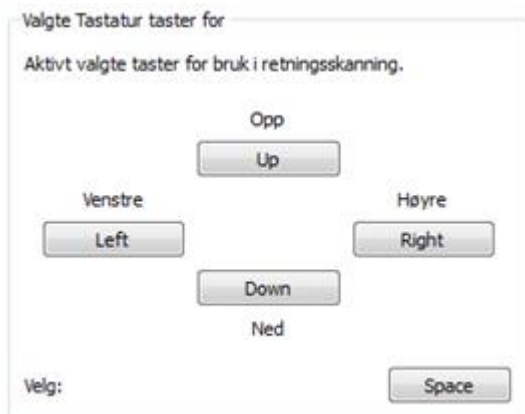 Valgte Tastatur taster for
Aktivt valgte taster for bruk i retningsskanning.
Opp
Up
Venstre Høyre
Left Right
Down
Ned
Velg: Space